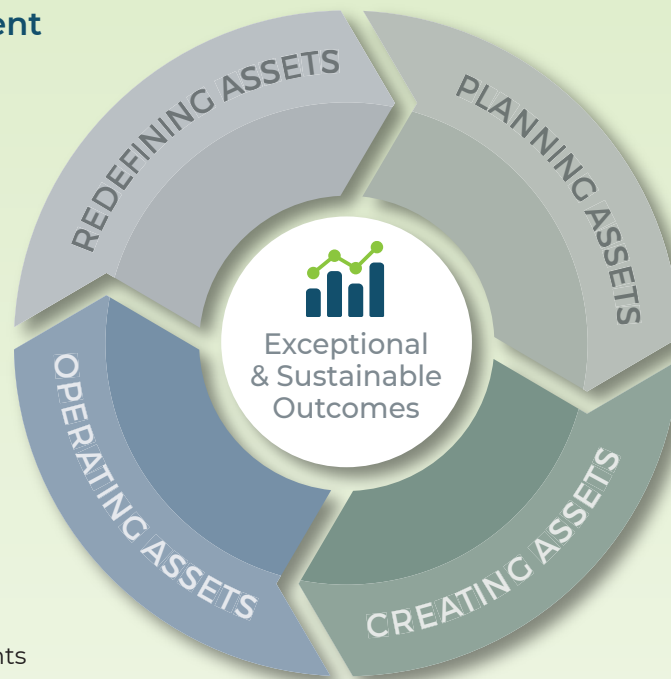 ent
REDEFINING ASSETS
PLANNING ASSETS
Exceptional
& Sustainable
Outcomes
OPERATING ASSETS
CREATING ASSETS
nts